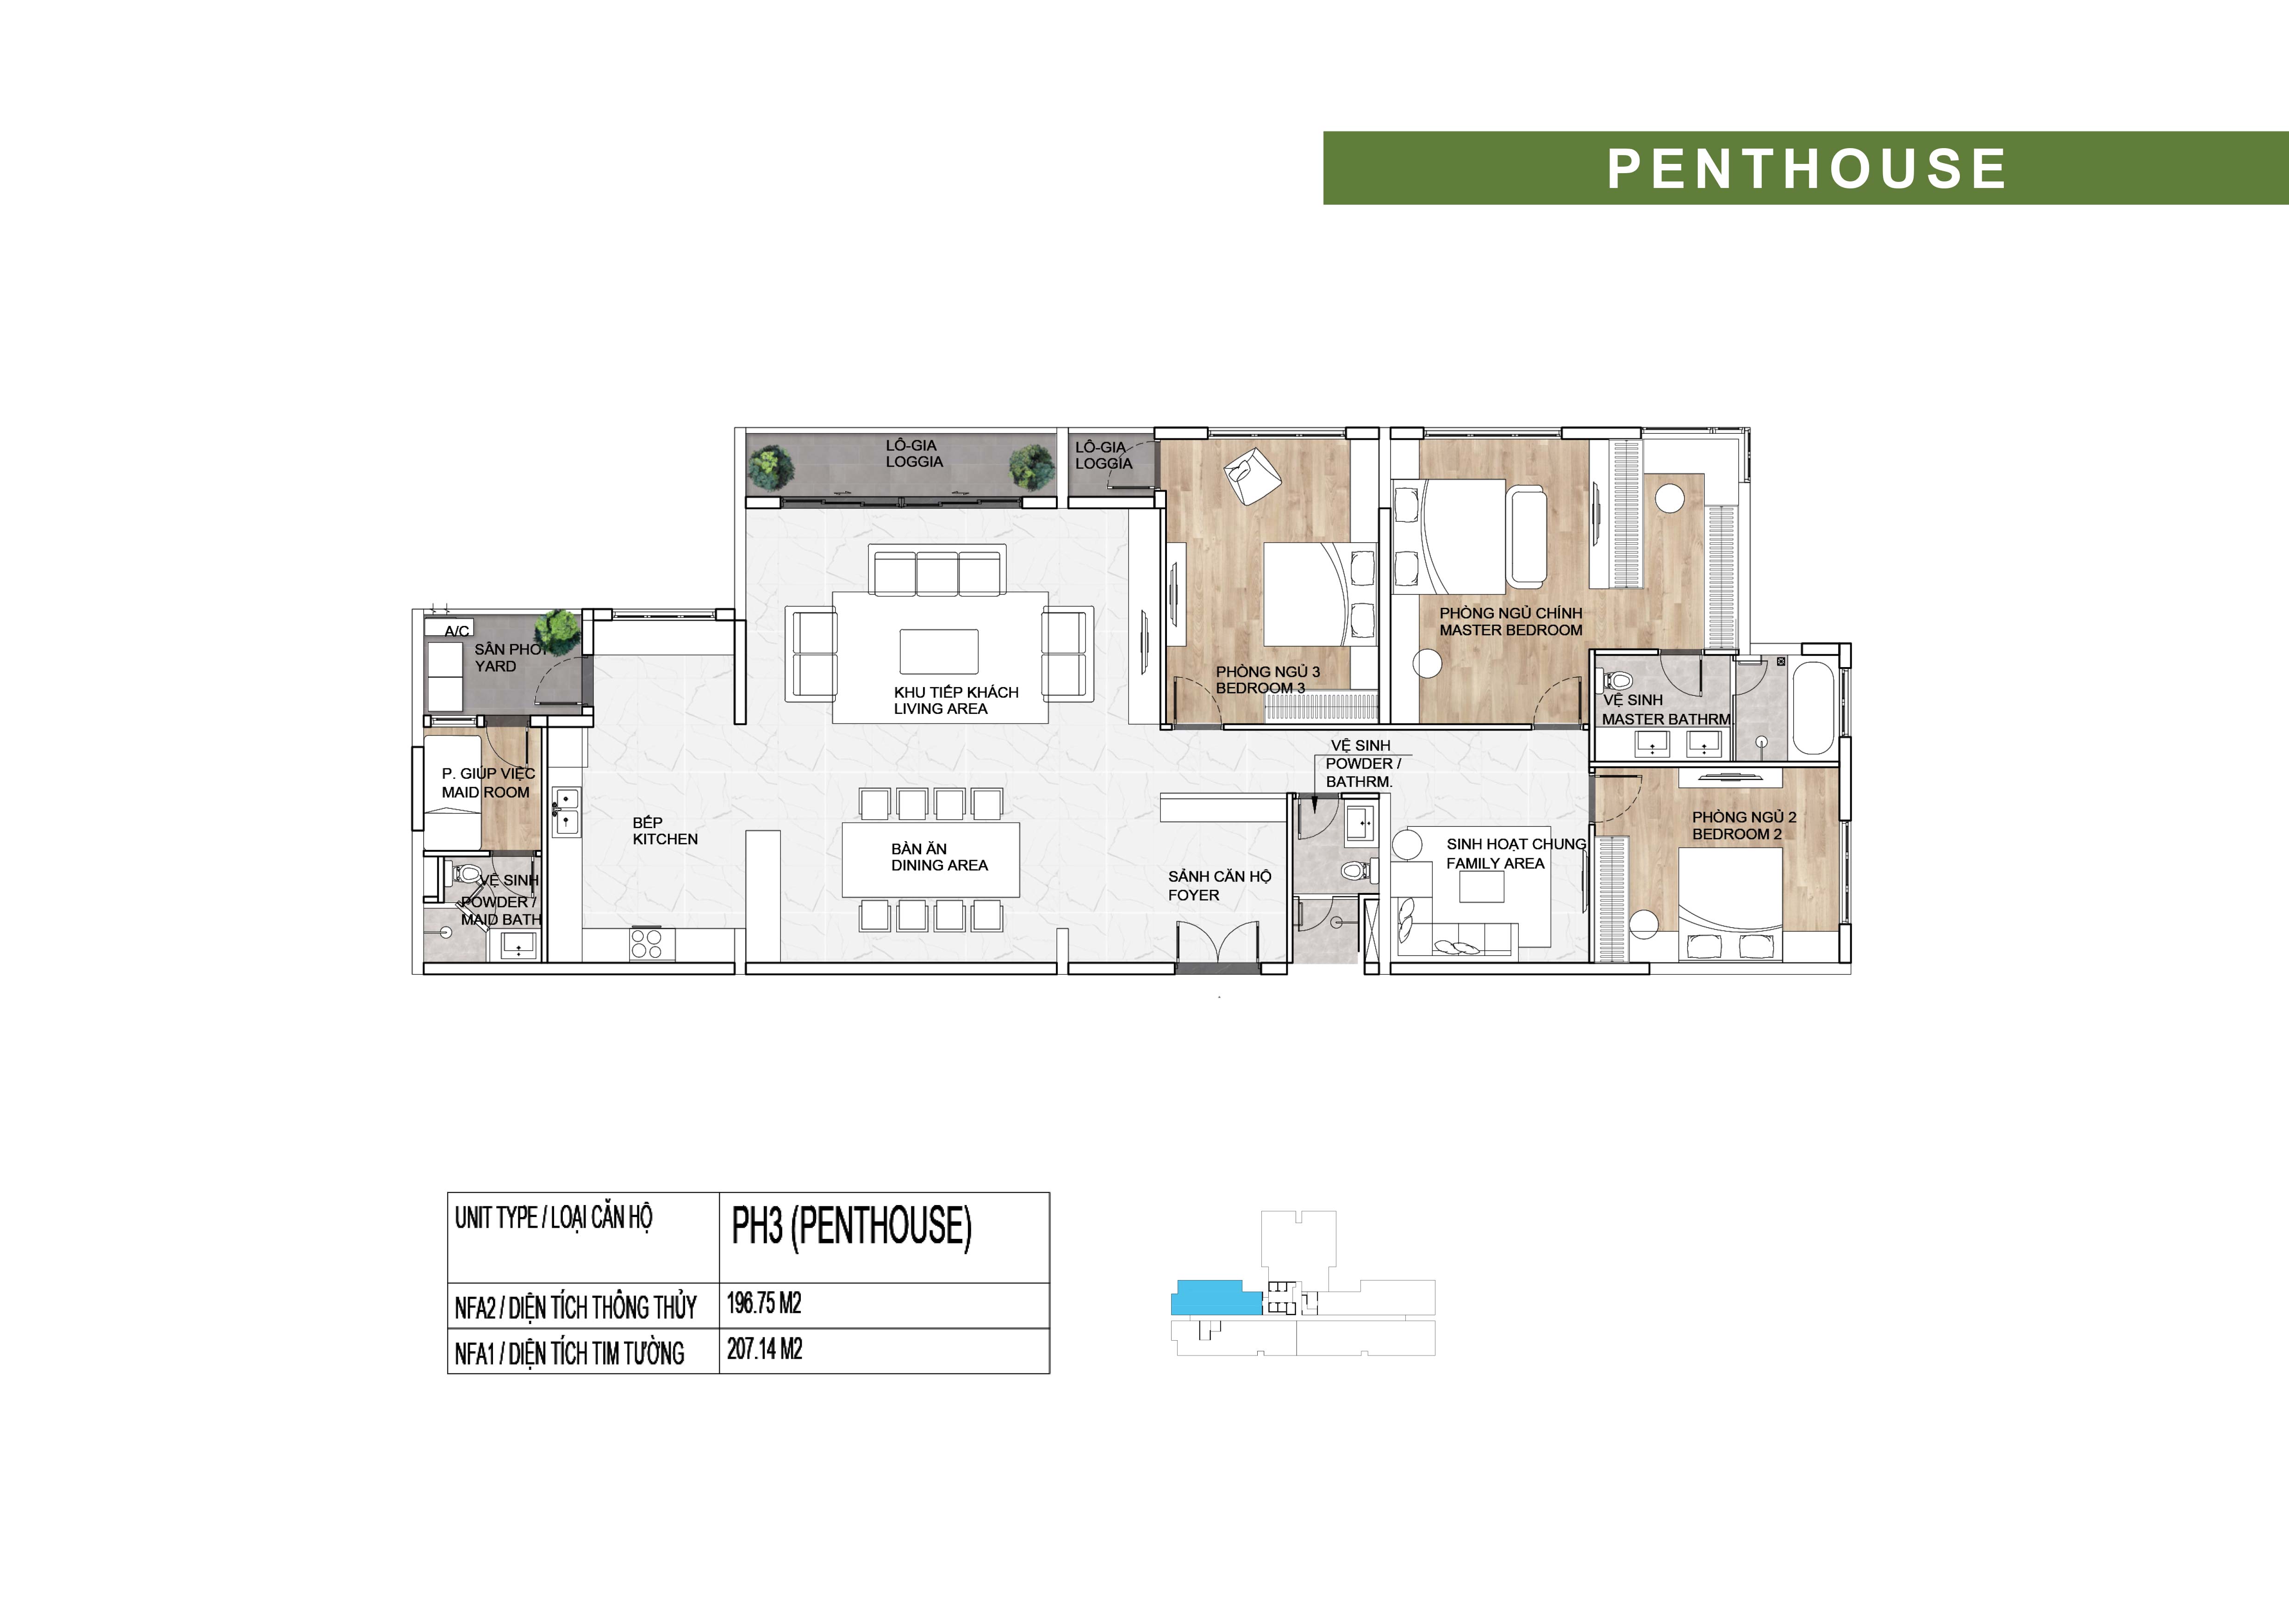 PENTHOUSE
LÔ-GIA
LOGGIA
LÔ-GIA
LOGGIA
A/C
SÂN PHƠI
YARD
KHU TIẾP KHÁCH
LIVING AREA
PHÒNG NGỦ 3
BEDROOM 3
PHÒNG NGỦ CHÍNH
MASTER BEDROOM
VỆ SINH
MASTER BATHRM
P. GIÚP VIỆC
MAID ROOM
BẾP
KITCHEN
BÀN ĂN
DINING AREA
VỆ SINH
POWDER /
BATHRM.
SẢNH CĂN HỘ
FOYER
SINH HOẠT CHUNG
FAMILY AREA
PHÒNG NGỦ 2
BEDROOM 2
VỆ SINH
POWDER /
MAID BATH
UNIT TYPE / LOẠI CĂN HỘ
PH3 (PENTHOUSE)
NFA2 / DIỆN TÍCH THÔNG THỦY
196.75 M2
NFA1 / DIỆN TÍCH TIM TƯỜNG
207.14 M2